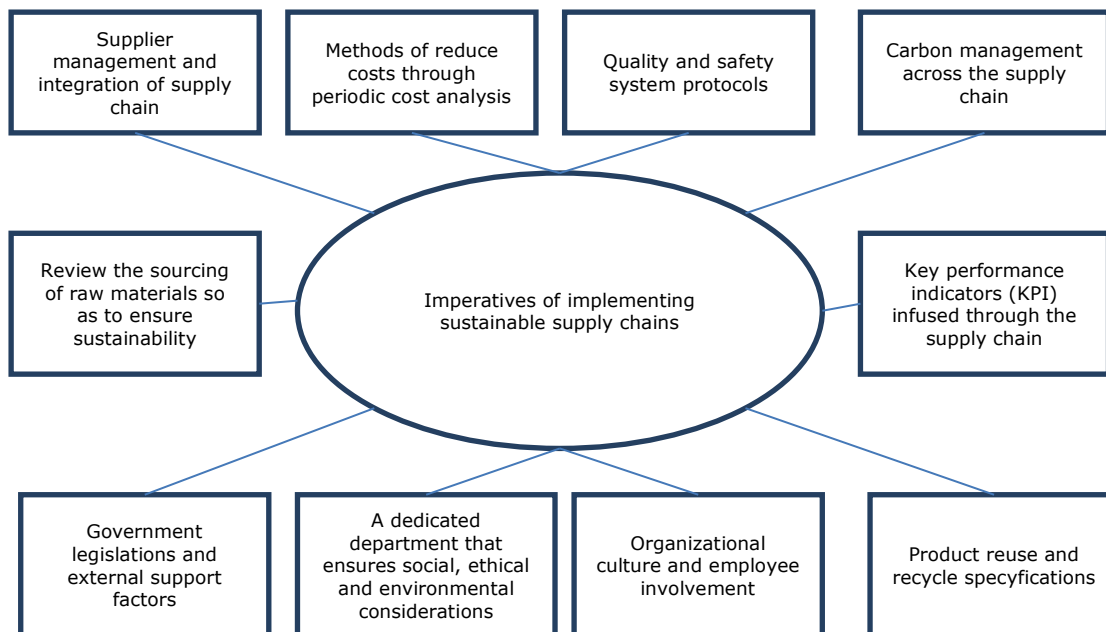 Supplier
management and
integration of supply
chain
Methods of reduce
costs through
periodic cost analysis
Quality and safety
system protocols
Carbon management
across the supply
chain
Review the sourcing
of raw materials so
as to ensure
sustainability
Imperatives of implementing
sustainable supply chains
Key performance
indicators (KPI)
infused through the
supply chain
Government
legislations and
external support
factors
A dedicated
department that
ensures social, ethical
and environmental
considerations
Organizational
culture and employee
involvement
Product reuse and
recycle specyfications